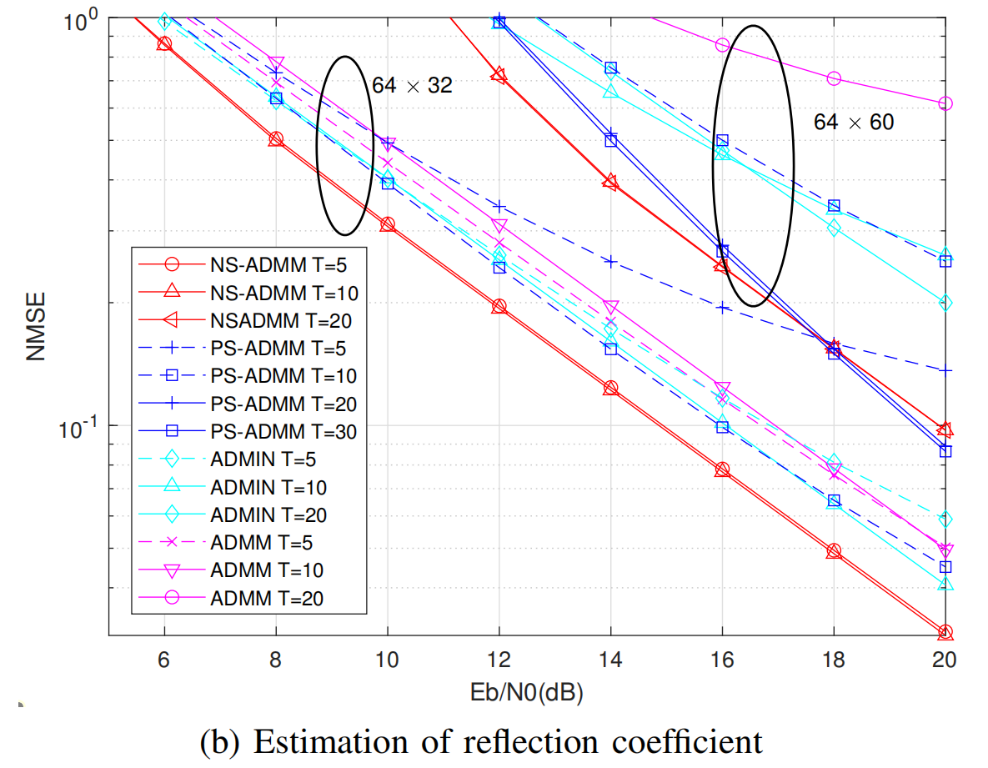 10^0
64 × 32
64 × 60
NS-ADMM T=5
NS-ADMM T=10
NSADMM T=20
PS-ADMM T=5
PS-ADMM T=10
PS-ADMM T=20
PS-ADMM T=30
ADMIN T=5
ADMIN T=10
ADMIN T=20
ADMM T=5
ADMM T=10
ADMM T=20
NMSE
10^-1
6 8 10 12 14 16 18 20
Eb/N0(dB)
(b) Estimation of reflection coefficient